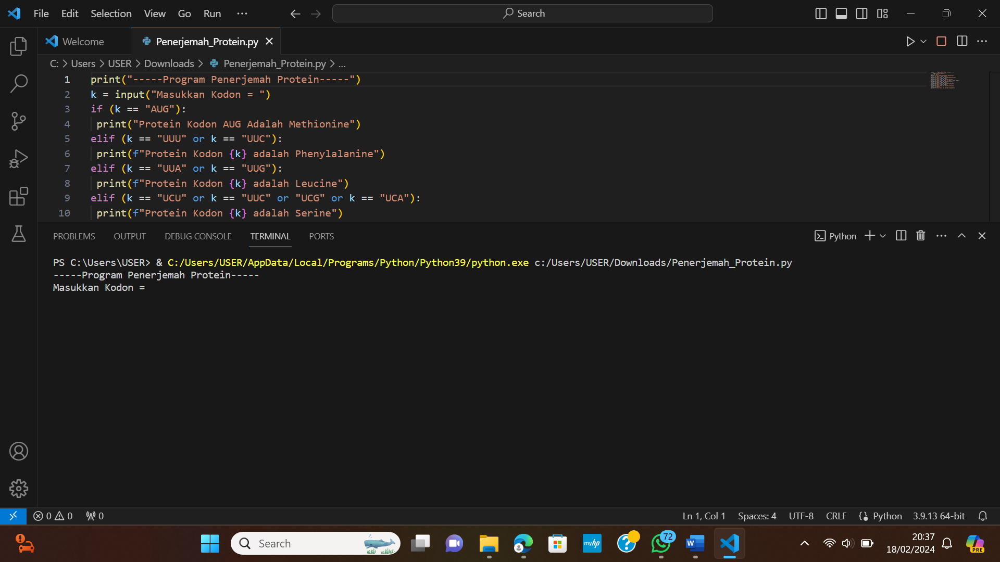 File Edit Selection View Go Run ··· Search
Welcome Penerjemah_Protein.py
C: > Users > USER > Downloads > Penerjemah_Protein.py > ...
1 print("-----Program Penerjemah Protein-----")
2 k = input("Masukkan Kodon = ")
3 if (k == "AUG"):
4 print("Protein Kodon AUG Adalah Methionine")
5 elif (k == "UUU" or k == "UUC"):
6 print(f"Protein Kodon {k} adalah Phenylalanine")
7 elif (k == "UUA" or k == "UUG"):
8 print(f"Protein Kodon {k} adalah Leucine")
9 elif (k == "UCU" or k == "UUC" or "UCG" or k == "UCA"):
10 print(f"Protein Kodon {k} adalah Serine")
PROBLEMS OUTPUT DEBUG CONSOLE TERMINAL PORTS Python
PS C:\Users\USER> & C:/Users/USER/AppData/Local/Programs/Python/Python39/python.exe c:/Users/USER/Downloads/Penerjemah_Protein.py
-----Program Penerjemah Protein-----
Masukkan Kodon =
0 0 0 Ln 1, Col 1 Spaces: 4 UTF-8 CRLF {} Python 3.9.13 64-bit
Search myhp 72 W 20:37 PRE
18/02/2024